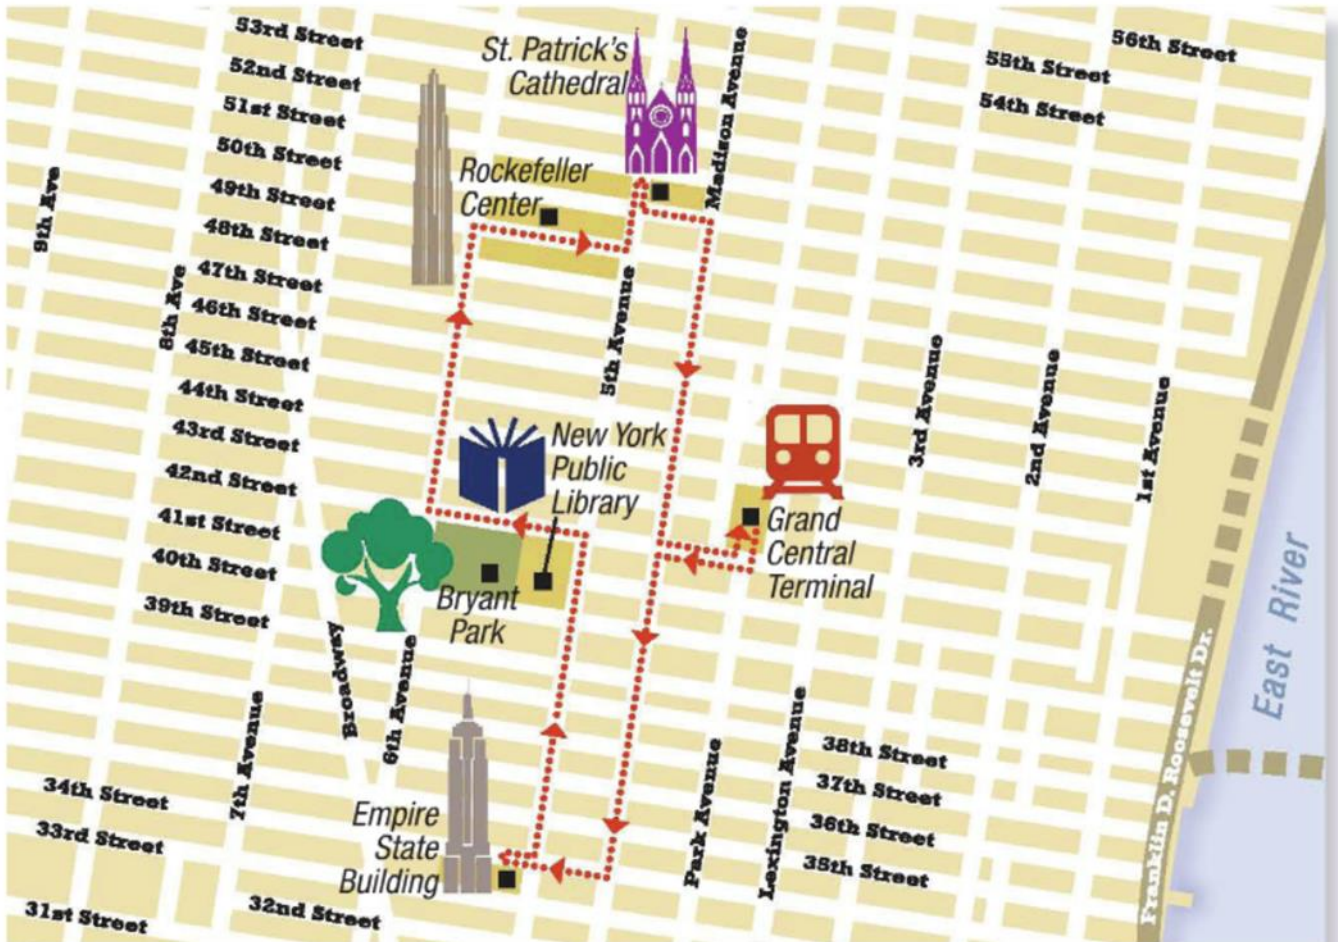 53rd Street
52nd Street
51st Street
50th Street
49th Street
48th Street
47th Street
46th Street
45th Street
44th Street
43rd Street
42nd Street
41st Street
40th Street
39th Street
34th Street
33rd Street
31st Street
32nd Street
56th Street
55th Street
54th Street
38th Street
37th Street
36th Street
35th Street
9th Ave
8th Ave
7th Avenue
Broadway
6th Avenue
5th Avenue
Madison Avenue
Park Avenue
Lexington Avenue
3rd Avenue
2nd Avenue
1st Avenue
Franklin D. Roosevelt Dr.
East River
St. Patrick's
Cathedral
Rockefeller
Center
New York
Public
Library
Bryant
Park
Grand
Central
Terminal
Empire
State
Building